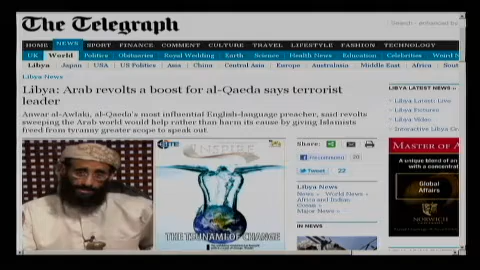 The Telegraph
HOME NEWS SPORT FINANCE COMMENT CULTURE TRAVEL LIFESTYLE FASHION TECHNOLOGY
UK World Politics Obituaries Royal Wedding Earth Science Health News Education Celebrities Weird
Libya Japan USA US Politics Asia China Central Asia Europe Australasia Middle East Africa
Libya News
Libya: Arab revolts a boost for al-Qaeda says terrorist
leader
Anwar al-Awlaki, al-Qaeda's most influential English-language preacher, said revolts
sweeping the Arab world would help rather than harm its cause by giving Islamists
freed from tyranny greater scope to speak out.
LIBYA LATEST NEWS
Libya Latest: Live
Libya Pictures
Libya Video
Interactive Libya
INSPIRE
THE TSUNAMI OF CHANGE
Share:
20
Tweet 22
Libya News
News World News
Africa and Indian
Ocean
Major News
IN NEWS
MASTER OF
A unique blend of
with a concentrat
Global
Affairs
NORWICH